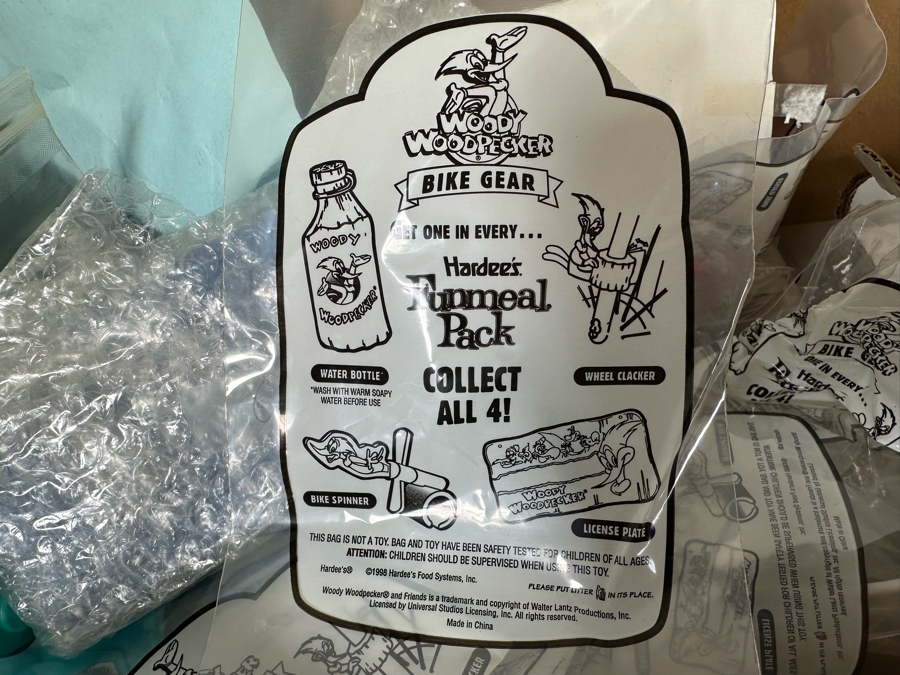 WOODY
WOODPECKER
BIKE GEAR
GET ONE IN EVERY...
Hardee's®
Funmeal®
Pack
COLLECT
ALL 4!
WOODY
WOODPECKER
WATER BOTTLE*
*WASH WITH WARM SOAPY
WATER BEFORE USE
WHEEL CLACKER
BIKE SPINNER
WOODY
WOODPECKER
LICENSE PLATE
THIS BAG IS NOT A TOY. BAG AND TOY HAVE BEEN SAFETY TESTED FOR CHILDREN OF ALL AGES.
ATTENTION: CHILDREN SHOULD BE SUPERVISED WHEN USING THIS TOY.
Hardee's® ©1998 Hardee's Food Systems, Inc.
PLEASE PUT LITTER IN ITS PLACE.
Woody Woodpecker® and Friends is a trademark and copyright of Walter Lantz Productions, Inc.
Licensed by Universal Studios Licensing, Inc. All rights reserved.
Made in China
BIKE
IN EVERY...
LICENSE PLATE